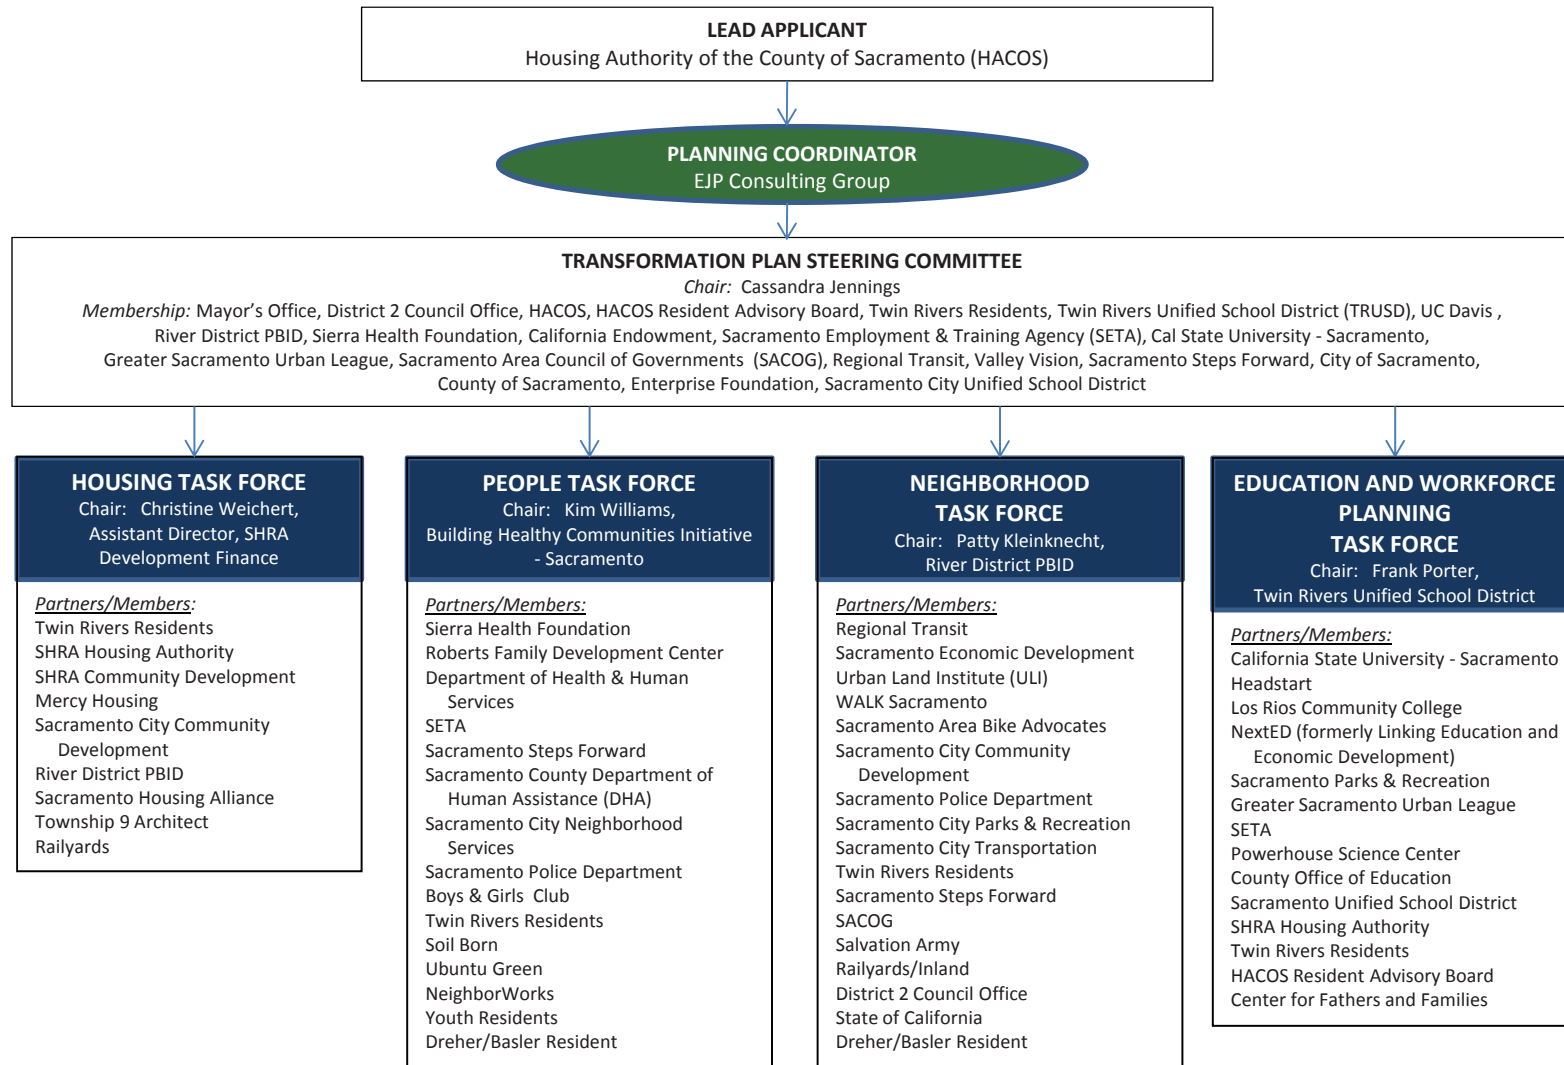 LEAD APPLICANT
Housing Authority of the County of Sacramento (HACOS)
PLANNING COORDINATOR
EJP Consulting Group
TRANSFORMATION PLAN STEERING COMMITTEE
Chair: Cassandra Jennings
Membership: Mayor's Office, District 2 Council Office, HACOS, HACOS Resident Advisory Board, Twin Rivers Residents, Twin Rivers Unified School District (TRUSD), UC Davis ,
River District PBID, Sierra Health Foundation, California Endowment, Sacramento Employment & Training Agency (SETA), Cal State University - Sacramento,
Greater Sacramento Urban League, Sacramento Area Council of Governments (SACOG), Regional Transit, Valley Vision, Sacramento Steps Forward, City of Sacramento,
County of Sacramento, Enterprise Foundation, Sacramento City Unified School District
HOUSING TASK FORCE
Chair: Christine Weichert,
Assistant Director, SHRA
Development Finance
Partners/Members:
Twin Rivers Residents
SHRA Housing Authority
SHRA Community Development
Mercy Housing
Sacramento City Community
Development
River District PBID
Sacramento Housing Alliance
Township 9 Architect
Railyards
PEOPLE TASK FORCE
Chair: Kim Williams,
Building Healthy Communities Initiative
- Sacramento
Partners/Members:
Sierra Health Foundation
Roberts Family Development Center
Department of Health & Human
Services
SETA
Sacramento Steps Forward
Sacramento County Department of
Human Assistance (DHA)
Sacramento City Neighborhood
Services
Sacramento Police Department
Boys & Girls Club
Twin Rivers Residents
Soil Born
Ubuntu Green
NeighborWorks
Youth Residents
Dreher/Basler Resident
NEIGHBORHOOD
TASK FORCE
Chair: Patty Kleinknecht,
River District PBID
Partners/Members:
Regional Transit
Sacramento Economic Development
Urban Land Institute (ULI)
WALK Sacramento
Sacramento Area Bike Advocates
Sacramento City Community
Development
Sacramento Police Department
Sacramento City Parks & Recreation
Sacramento City Transportation
Twin Rivers Residents
Sacramento Steps Forward
SACOG
Salvation Army
Railyards/Inland
District 2 Council Office
State of California
Dreher/Basler Resident
EDUCATION AND WORKFORCE
PLANNING
TASK FORCE
Chair: Frank Porter,
Twin Rivers Unified School District
Partners/Members:
California State University - Sacramento
Headstart
Los Rios Community College
NextED (formerly Linking Education and
Economic Development)
Sacramento Parks & Recreation
Greater Sacramento Urban League
SETA
Powerhouse Science Center
County Office of Education
Sacramento Unified School District
SHRA Housing Authority
Twin Rivers Residents
HACOS Resident Advisory Board
Center for Fathers and Families